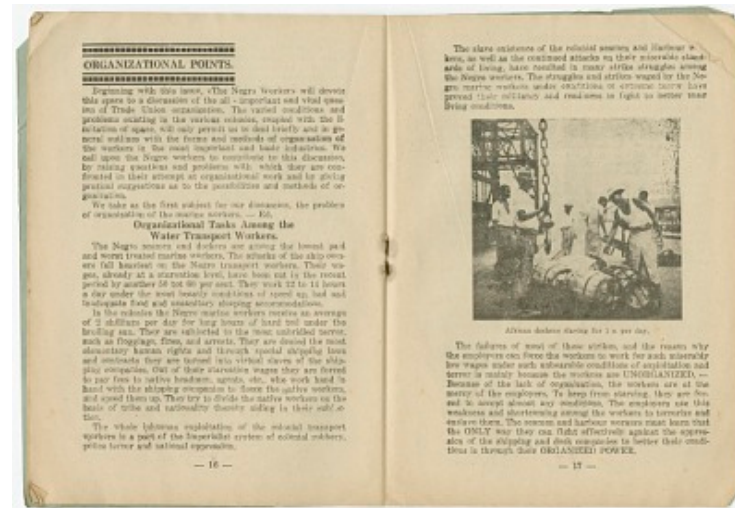 ORGANIZATIONAL POINTS.
Beginning with this issue, «The Negro Worker» will devote
this space to a discussion of the all - important and vital ques-
ion of Trade Union organization. The varied conditions and
problems existing in the various colonies, coupled with the li-
mitation of space, will only permit us to deal briefly and in ge-
neral outlines with the forms and methods of organisation of
the workers in the most important and basic industries. We
call upon the Negro workers to contribute to this discussion,
by raising questions and problems with, which they are con-
fronted in their attempt at organizational work and by giving
practical suggestions as to the possibilities and methods of or-
ganisation.
We take as the first subject for our discussion, the problem
of organisation of the marine workers. — Ed.
Organizational Tasks Among the
Water Transport Workers.
The Negro seamen and dockers are among the lowest paid
and worst treated marine workers. The attacks of the ship own-
ers fall heaviest on the Negro transport workers. Their wa-
ges, already at a starvation level, have been cut in the recent
period by another 50 tot 60 per cent. They work 12 to 14 hours
a day under the most beastly conditions of speed up, bad and
inadequate food and unsanitary sleeping accommodations.
In the colonies the Negro marine workers receive an average
of 2 shillings per day for long hours of hard toil under the
broiling sun. They are subjected to the most unbridled terror,
such as floggings, fines, and arrests. They are denied the most
elementary human rights and through special shipping laws
and contracts they are turned into virtual slaves of the ship-
ping companies. Out of their starvation wages they are forced
to pay fees to native headmen, agents, etc., who work hand in
hand with the shipping companies to fleece the native workers,
and speed them up. They try to divide the native workers on the
basis of tribe and nationality thereby aiding in their
The whole inhuman exploitation of the colonial transport
workers is a part of the Imperialist system of colonial robbery,
police terror and national oppression.
— 16 —
The slave existence of the colonial seamen and Harbour
kers, as well as the continued attacks on their miserable stand-
ards of living, have resulted in many strike struggles among
the Negro workers. The struggles and strikes waged by the Ne-
gro marine workers under conditions of extreme terror have
proved their militancy and readiness to fight to better their
living conditions.
African dockers slaving for 1 s per day.
The failures of most of these strikes, and the reason why
the employers can force the workers to work for such miserably
low wages under such unbearable conditions of exploitation and
terror is mainly because the workers are UNORGANIZED. —
Because of the lack of organisation, the workers are at the
mercy of the employers. To keep from starving, they are for-
ced to accept almost any conditions. The employers use this
weakness and shortcoming among the workers to terrorise and
enslave them. The seamen and harbour workers must learn that
the ONLY way they can fight effectively against the oppres-
sion of the shipping and dock companies to better their condi-
tions is through their ORGANIZED POWER.
— 17 —